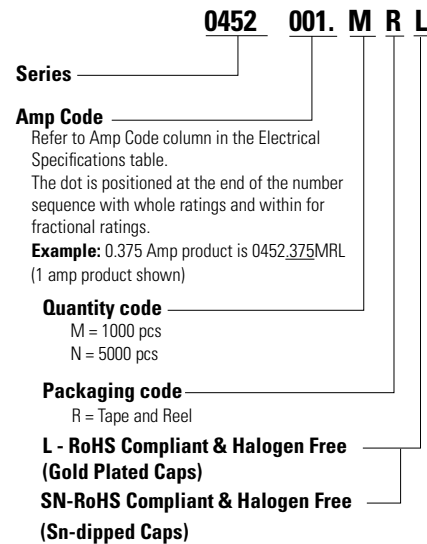 0452 001. M R L
Series
Amp Code
Refer to Amp Code column in the Electrical
Specifications table.
The dot is positioned at the end of the number
sequence with whole ratings and within for
fractional ratings.
Example: 0.375 Amp product is 0452.375MRL
(1 amp product shown)
Quantity code
M = 1000 pcs
N = 5000 pcs
Packaging code
R = Tape and Reel
L - RoHS Compliant & Halogen Free
(Gold Plated Caps)
SN-RoHS Compliant & Halogen Free
(Sn-dipped Caps)